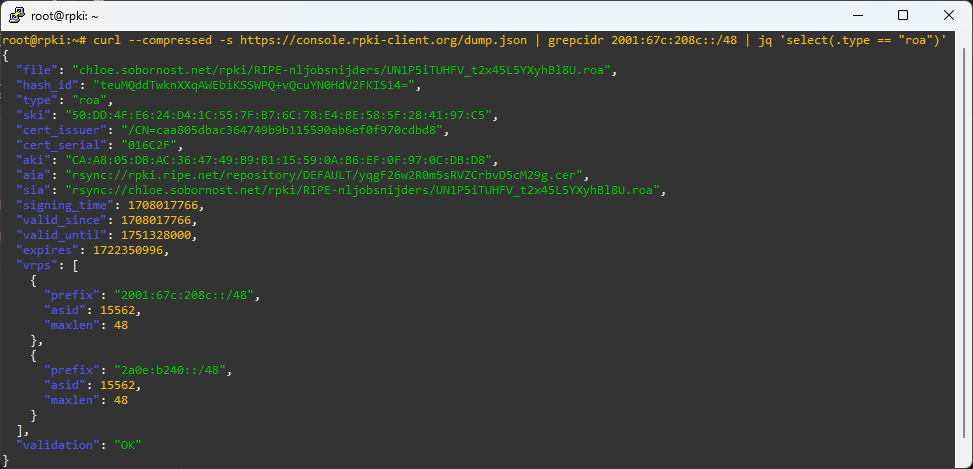 root@rpki: ~
root@rpki:~# curl --compressed -s https://console.rpki-client.org/dump.json | grepcidr 2001:67c:208c::/48 | jq 'select(.type == "roa")'
{
  "file": "chloe.sobornost.net/rpki/RIPE-nljobsnijders/UN1P5iTUHFV_t2x45L5YXyhBl8U.roa",
  "hash_id": "teuMQddTwknXXqAWEbiKSSWPQ+vQcuYN0HdV2FKIS14=",
  "type": "roa",
  "ski": "50:DD:4F:E6:24:D4:1C:55:7F:B7:6C:78:E4:BE:58:5F:28:41:97:C5",
  "cert_issuer": "/CN=caa805dbac364749b9b115590ab6ef0f970cdbd8",
  "cert_serial": "016C2F",
  "aki": "CA:A8:05:DB:AC:36:47:49:B9:B1:15:59:0A:B6:EF:0F:97:0C:DB:D8",
  "aia": "rsync://rpki.ripe.net/repository/DEFAULT/yqgF26w2R0m5sRVZCrbvD5cM29g.cer",
  "sia": "rsync://chloe.sobornost.net/rpki/RIPE-nljobsnijders/UN1P5iTUHFV_t2x45L5YXyhBl8U.roa",
  "signing_time": 1708017766,
  "valid_since": 1708017766,
  "valid_until": 1751328000,
  "expires": 1722350996,
  "vrps": [
    {
      "prefix": "2001:67c:208c::/48",
      "asid": 15562,
      "maxlen": 48
    },
    {
      "prefix": "2a0e:b240::/48",
      "asid": 15562,
      "maxlen": 48
    }
  ],
  "validation": "OK"
}